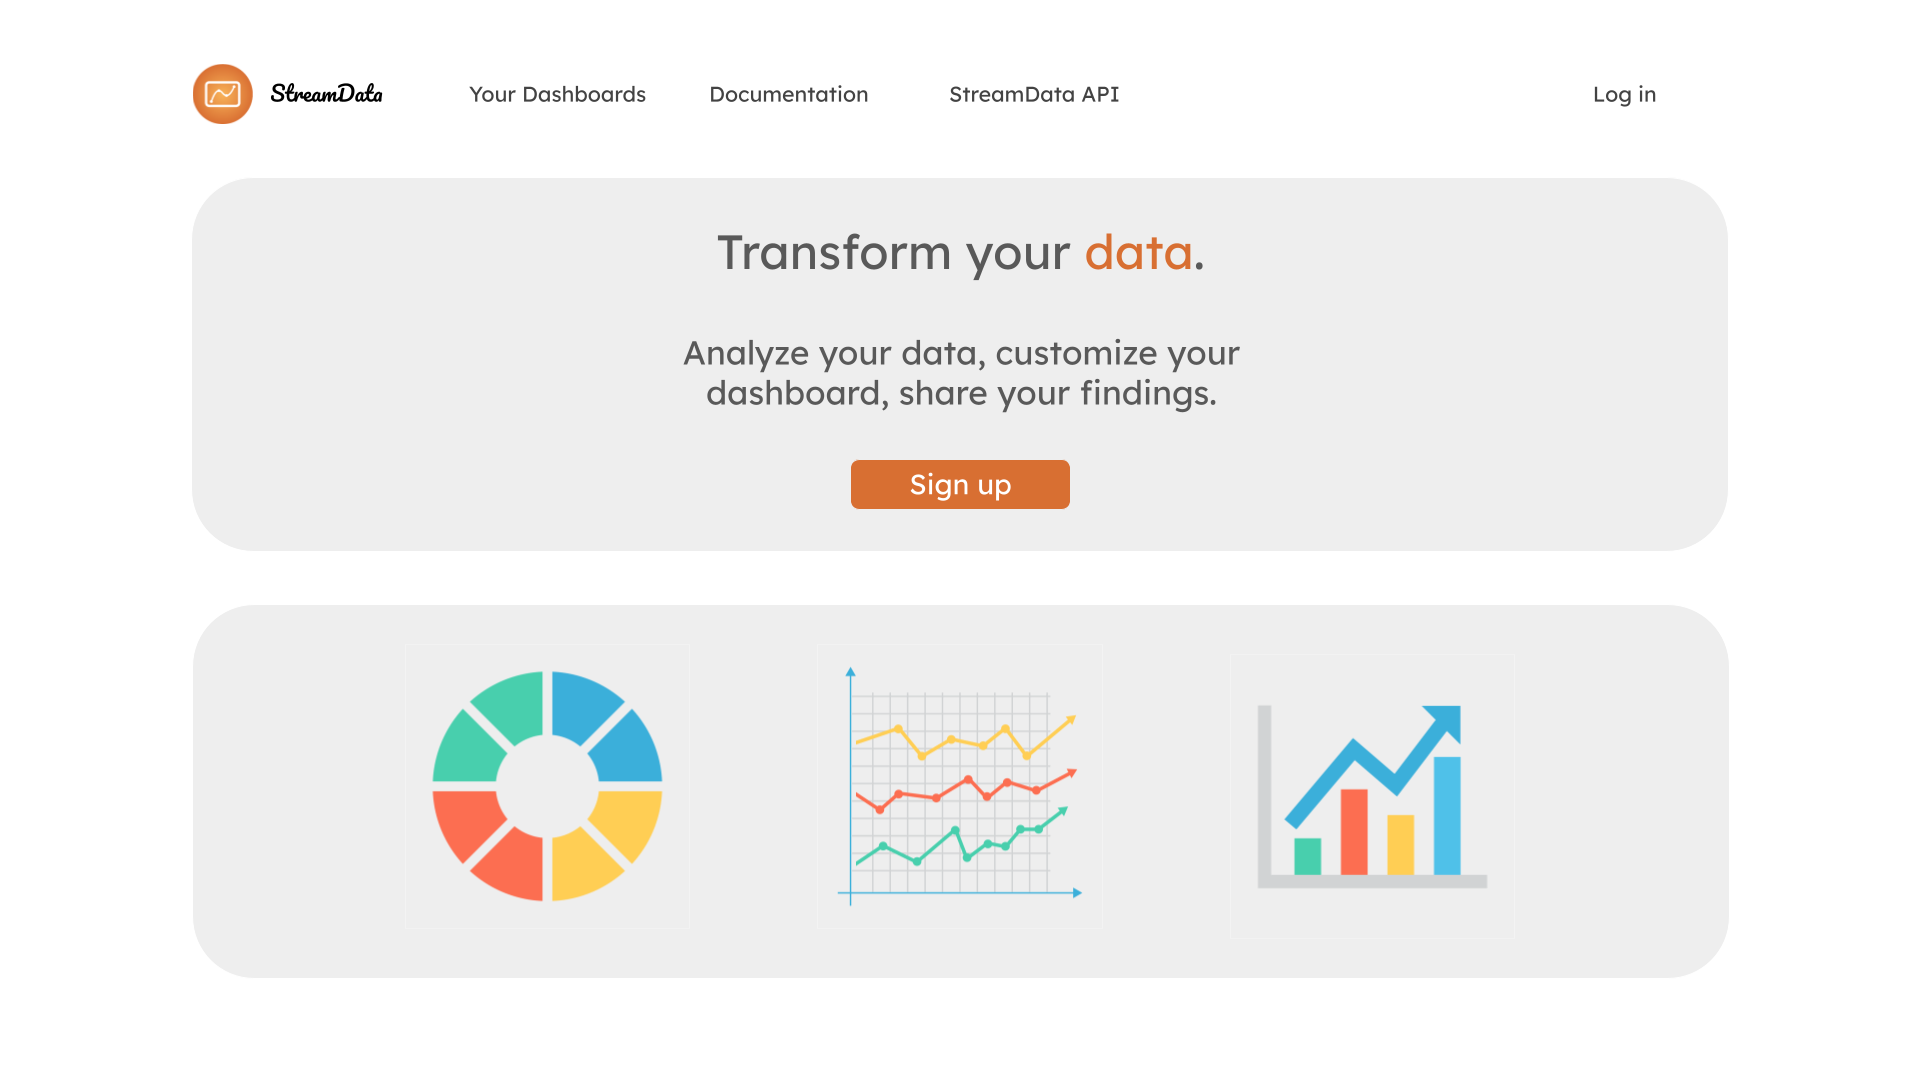 StreamData
Your Dashboards
Documentation
StreamData API
Log in
Transform your data.
Analyze your data, customize your
dashboard, share your findings.
Sign up